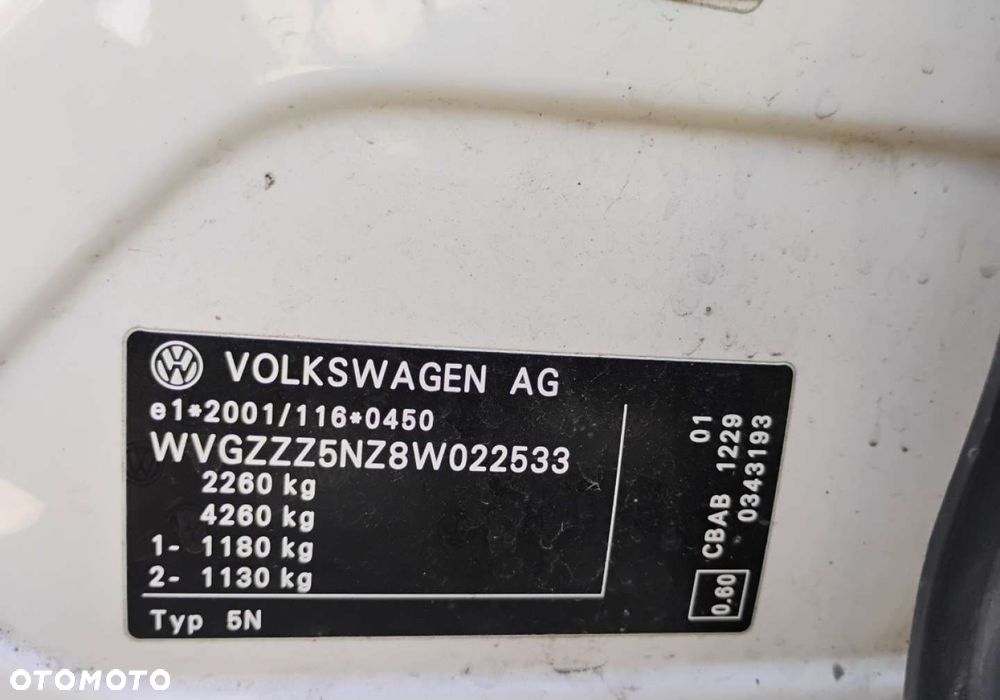 VOLKSWAGEN AG
e1*2001/116*0450
WVGZZZ5NZ8W022533
2260 kg
4260 kg
1- 1180 kg
2- 1130 kg
Typ 5N
01
CBAB 1229
0343193
0.60
OTOMOTO